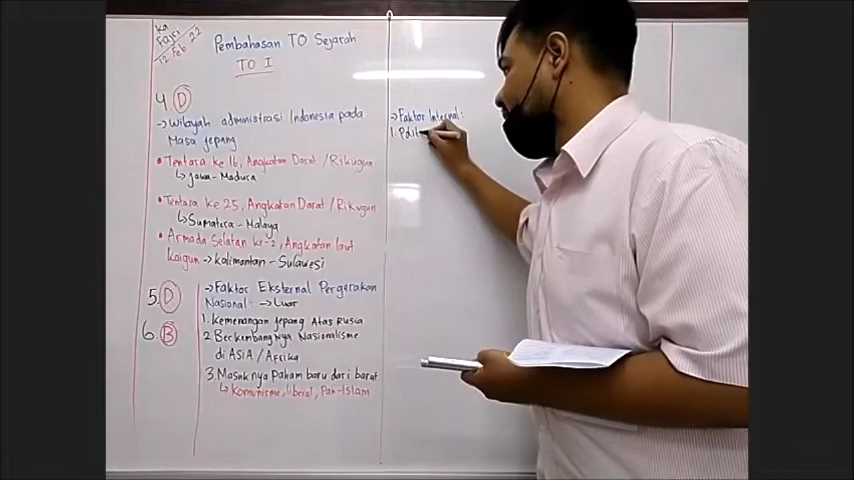 Ka
Fajri
12 Feb 22
Pembahasan TO Sejarah
TO I
4 D
→ Wilayah administrasi Indonesia pada
Masa jepang
• Tentara ke 16, Angkatan Darat / Rikugun
↳ Jawa - Madura
• Tentara ke 25, Angkatan Darat / Rikugun
↳ Sumatera - Malaya
• Armada Selatan ke-2, Angkatan laut
kaigun → Kalimantan - Sulawesi
5. D → Faktor Eksternal Pergerakan
Nasional: → Luar
1. Kemenangan jepang Atas Rusia
6 B 2 Berkembangnya Nasionalisme
di ASIA / Afrika
3. Masuknya Paham baru dari barat
↳ Komunisme, liberal, Pan-Islam
→ Faktor Internal:
1. Polit